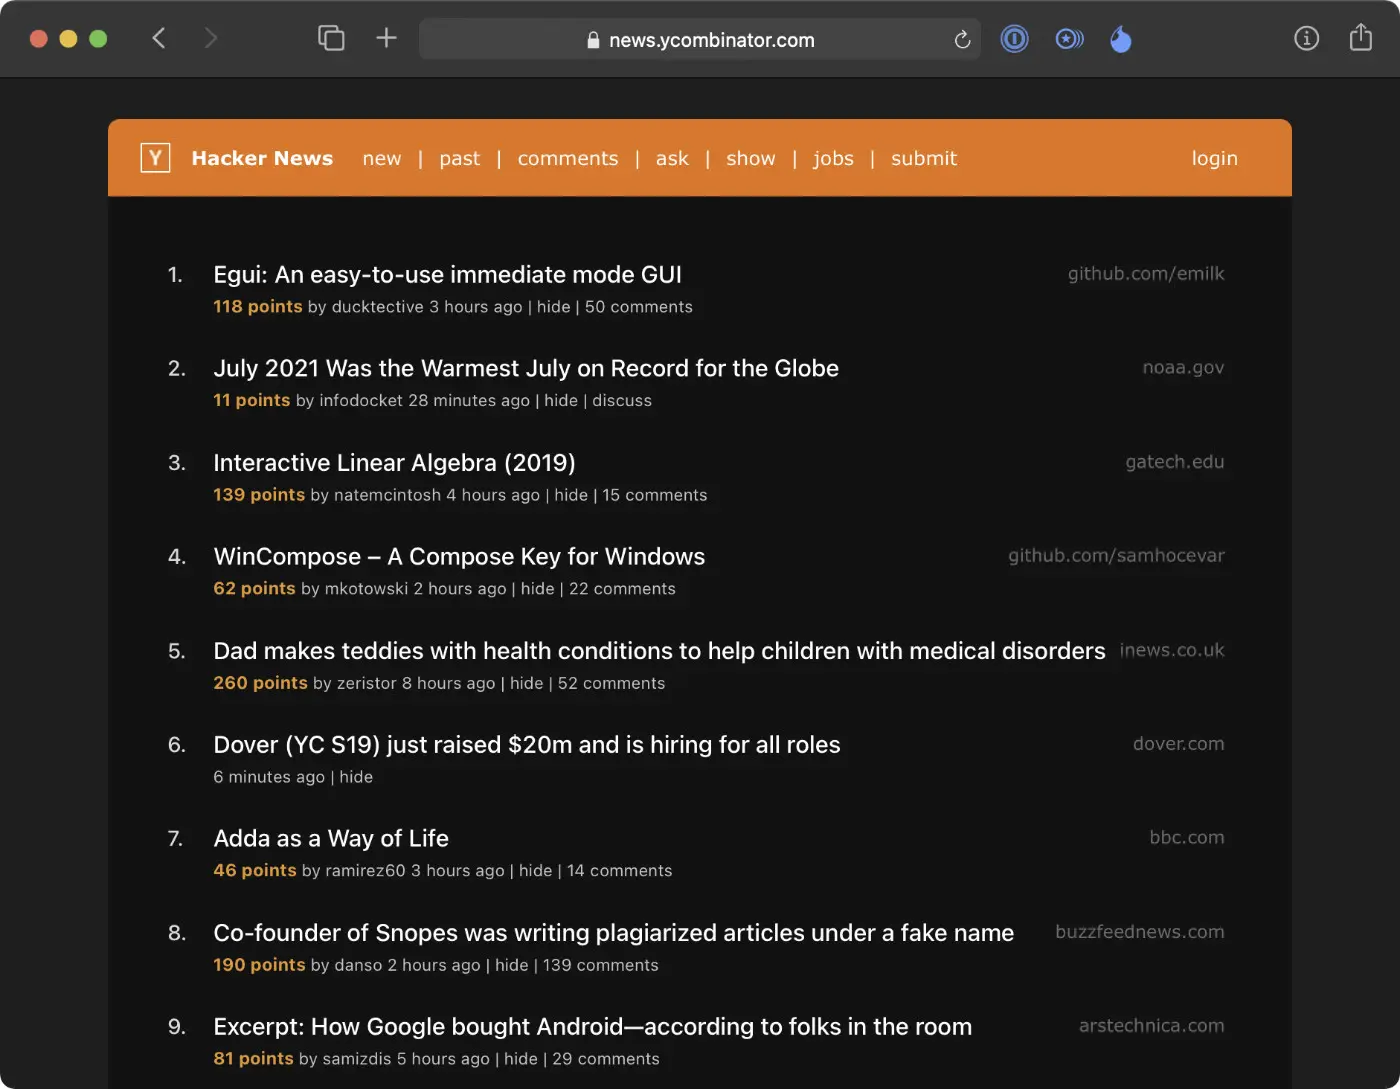 news.ycombinator.com
Y Hacker News new | past | comments | ask | show | jobs | submit login
1. Egui: An easy-to-use immediate mode GUI github.com/emilk
118 points by ducktective 3 hours ago | hide | 50 comments
2. July 2021 Was the Warmest July on Record for the Globe noaa.gov
11 points by infodocket 28 minutes ago | hide | discuss
3. Interactive Linear Algebra (2019) gatech.edu
139 points by natemcintosh 4 hours ago | hide | 15 comments
4. WinCompose – A Compose Key for Windows github.com/samhocevar
62 points by mkotowski 2 hours ago | hide | 22 comments
5. Dad makes teddies with health conditions to help children with medical disorders inews.co.uk
260 points by zeristor 8 hours ago | hide | 52 comments
6. Dover (YC S19) just raised $20m and is hiring for all roles dover.com
6 minutes ago | hide
7. Adda as a Way of Life bbc.com
46 points by ramirez60 3 hours ago | hide | 14 comments
8. Co-founder of Snopes was writing plagiarized articles under a fake name buzzfeednews.com
190 points by danso 2 hours ago | hide | 139 comments
9. Excerpt: How Google bought Android—according to folks in the room arstechnica.com
81 points by samizdis 5 hours ago | hide | 29 comments